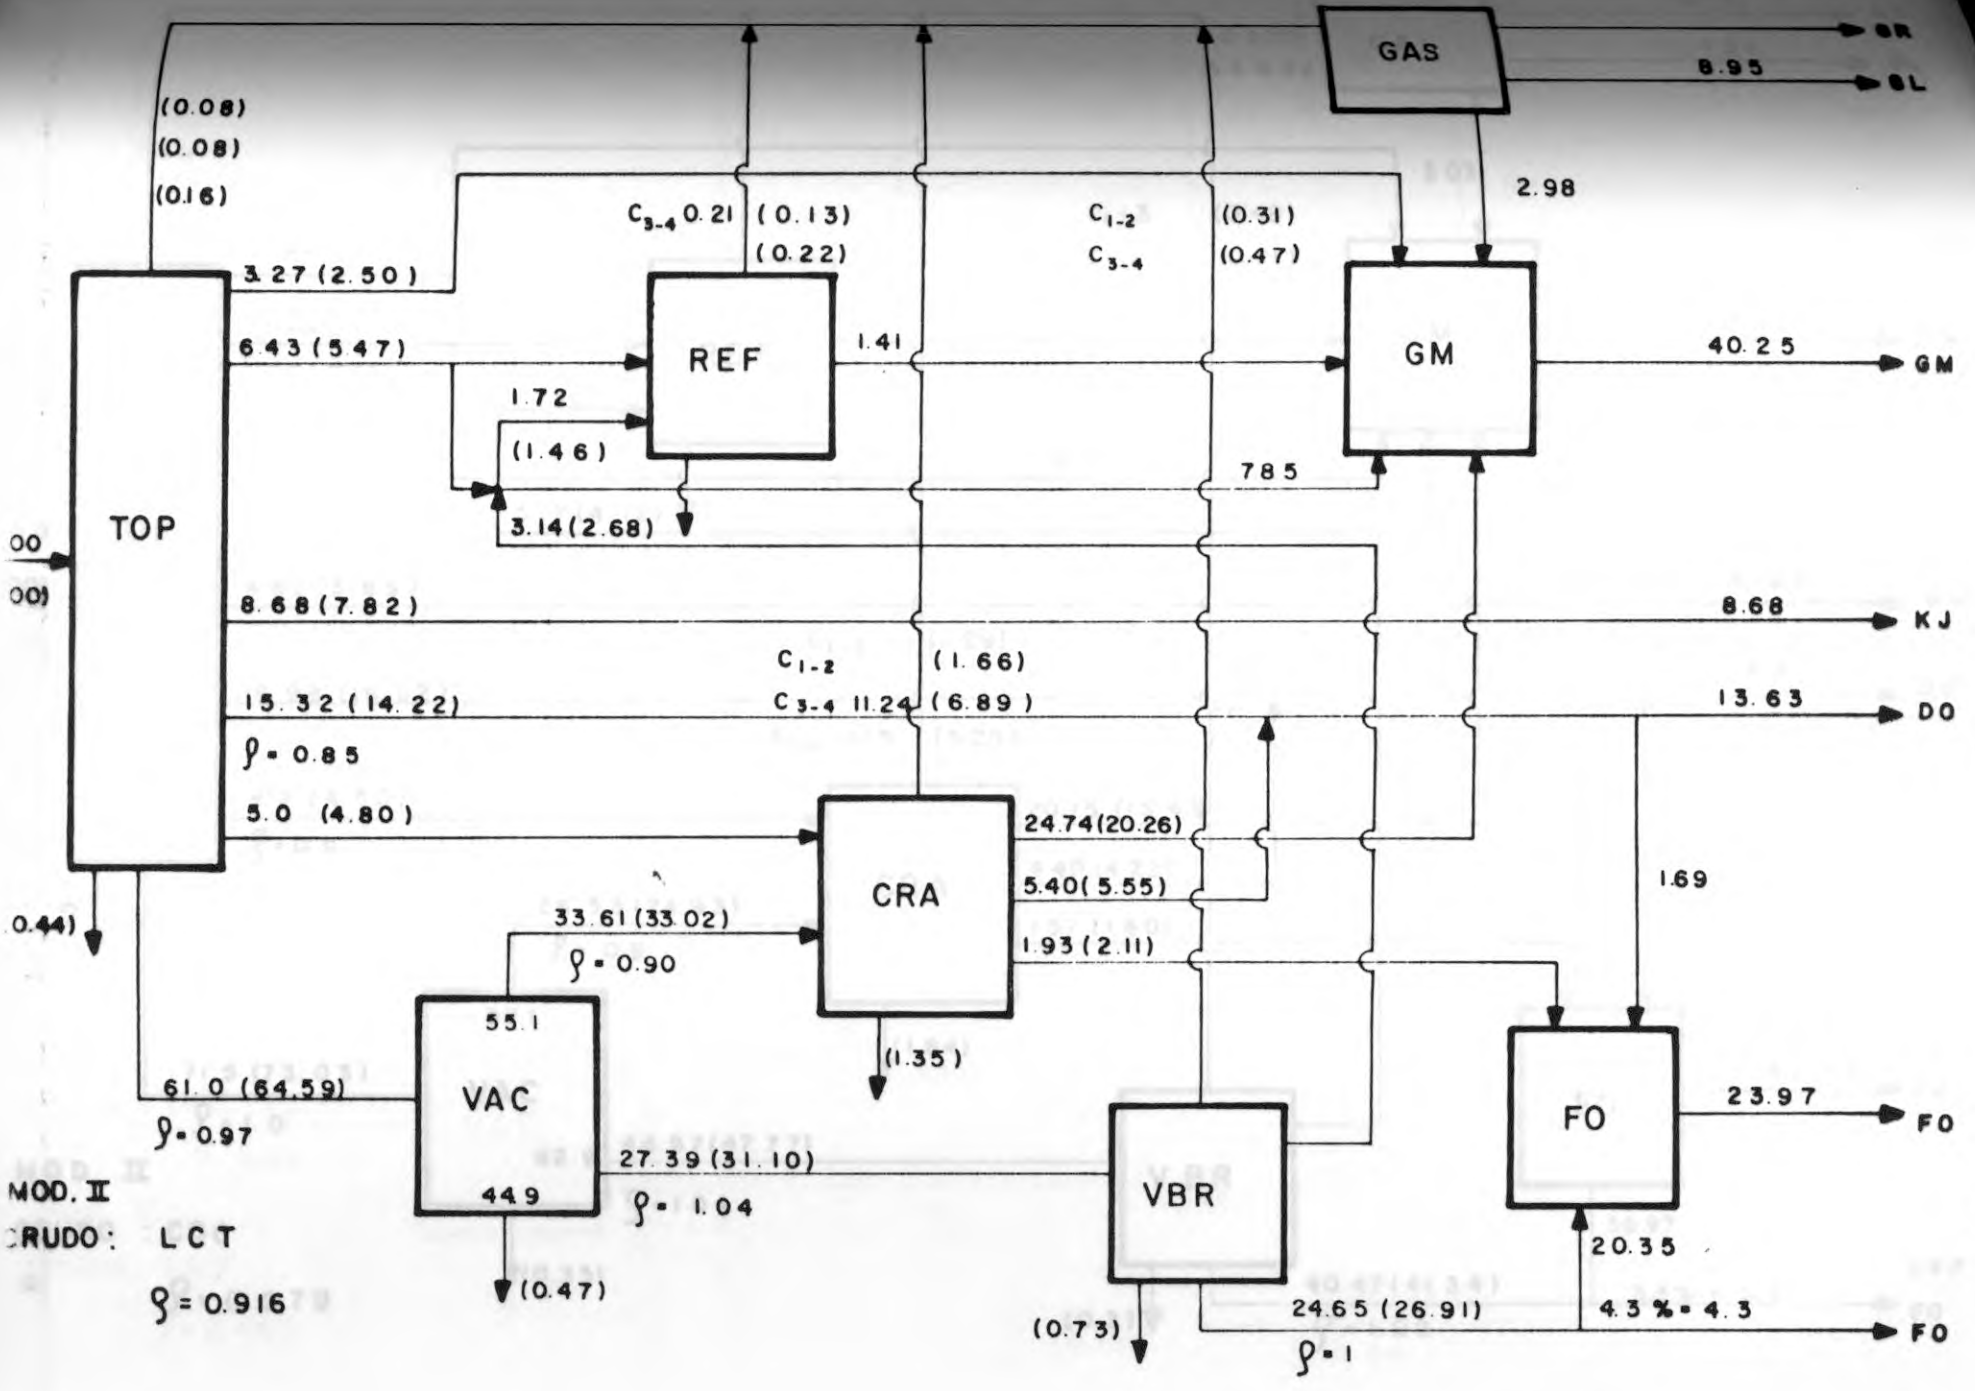 GAS
GR
8.95
GL
(0.08)
(0.08)
(0.16)
2.98
C3-4 0.21 (0.13)
(0.22)
C1-2 (0.31)
C3-4 (0.47)
3.27 (2.50)
6.43 (5.47)
REF
1.41
GM
40.25
GM
1.72
(1.46)
785
3.14 (2.68)
TOP
00
00)
8.68 (7.82)
8.68
KJ
C1-2 (1.66)
15.32 (14.22)
C3-4 11.24 (6.89)
13.63
DO
ρ = 0.85
5.0 (4.80)
24.74 (20.26)
CRA
5.40 (5.55)
1.69
0.44)
33.61 (33.02)
1.93 (2.11)
ρ = 0.90
55.1
(1.35)
61.0 (64,59)
VAC
ρ = 0.97
FO
23.97
FO
27.39 (31.10)
VBR
MOD. II
44.9
ρ = 1.04
CRUDO: LCT
20.35
(0.47)
ρ = 0.916
24.65 (26.91)
4.3 % = 4.3
(0.73)
FO
ρ = 1